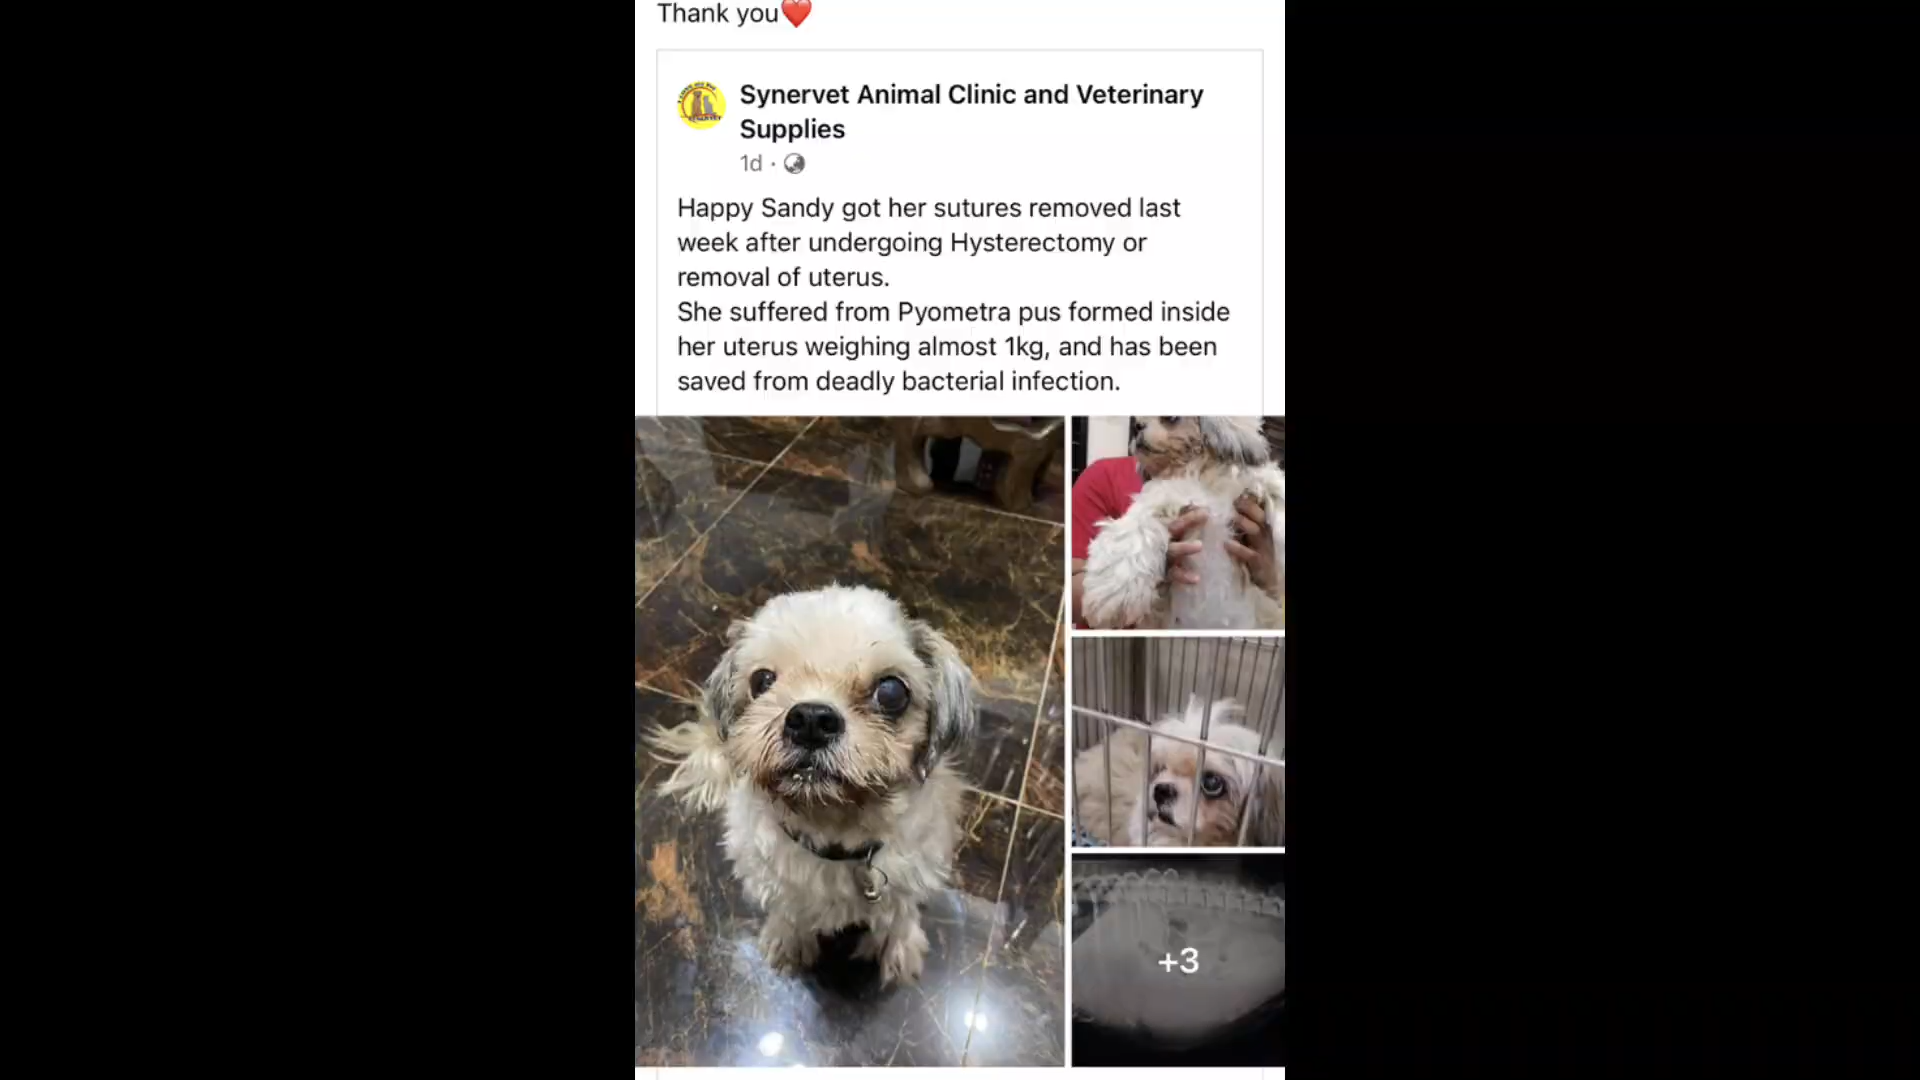 Thank you❤️
Synervet Animal Clinic and Veterinary
Supplies
1d ·
Happy Sandy got her sutures removed last
week after undergoing Hysterectomy or
removal of uterus.
She suffered from Pyometra pus formed inside
her uterus weighing almost 1kg, and has been
saved from deadly bacterial infection.
+3